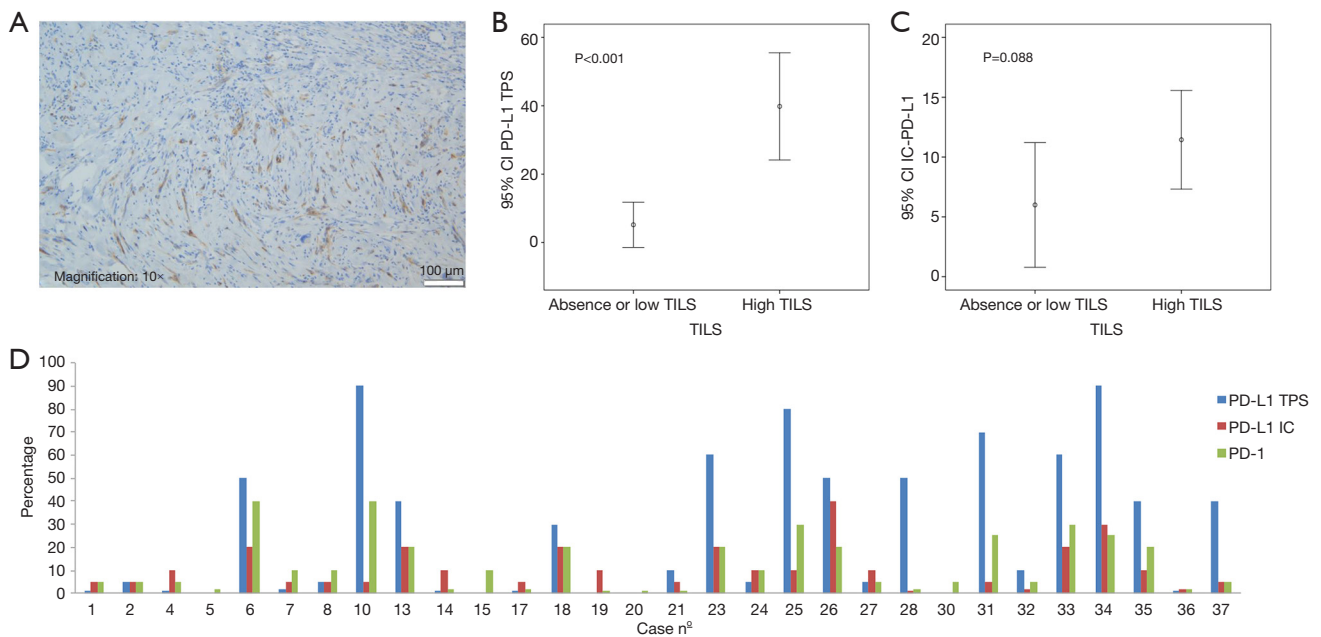 A
Magnification: 10×
100 µm
B
60
40
20
0
95% CI PD-L1 TPS
P<0.001
Absence or low TILS
High TILS
TILS
C
20
15
10
5
0
95% CI IC-PD-L1
P=0.088
Absence or low TILS
High TILS
TILS
D
100
90
80
70
60
50
40
30
20
10
0
Percentage
1 2 4 5 6 7 8 10 13 14 15 17 18 19 20 21 23 24 25 26 27 28 30 31 32 33 34 35 36 37
Case nº
PD-L1 TPS
PD-L1 IC
PD-1